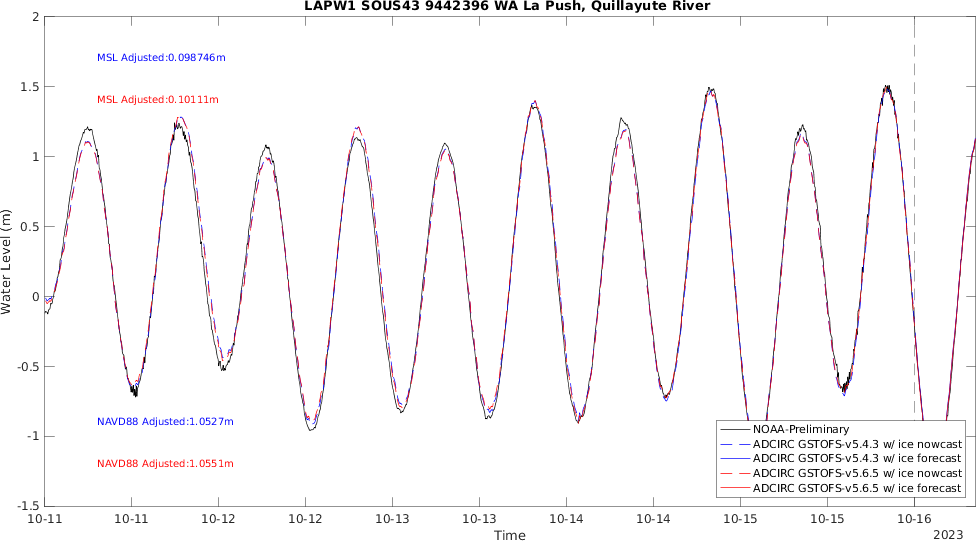 LAPW1 SOUS43 9442396 WA La Push, Quillayute River
2
1.5
1
0.5
0
-0.5
-1
-1.5
Water Level (m)
MSL Adjusted:0.098746m
MSL Adjusted:0.10111m
NAVD88 Adjusted:1.0527m
NAVD88 Adjusted:1.0551m
NOAA-Preliminary
ADCIRC GSTOFS-v5.4.3 w/ ice nowcast
ADCIRC GSTOFS-v5.4.3 w/ ice forecast
ADCIRC GSTOFS-v5.6.5 w/ ice nowcast
ADCIRC GSTOFS-v5.6.5 w/ ice forecast
10-11 10-11 10-12 10-12 10-13 10-13 10-14 10-14 10-15 10-15 10-16
Time
2023